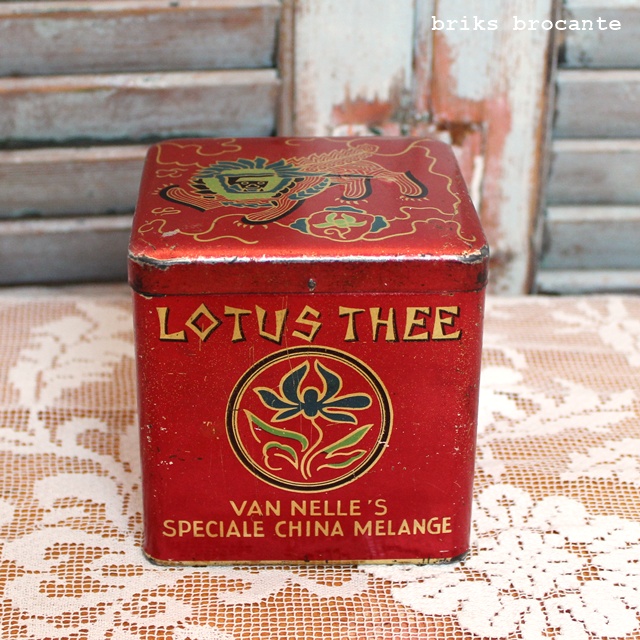 briks brocante
LOTUS THEE
VAN NELLE'S
SPECIALE CHINA MELANGE